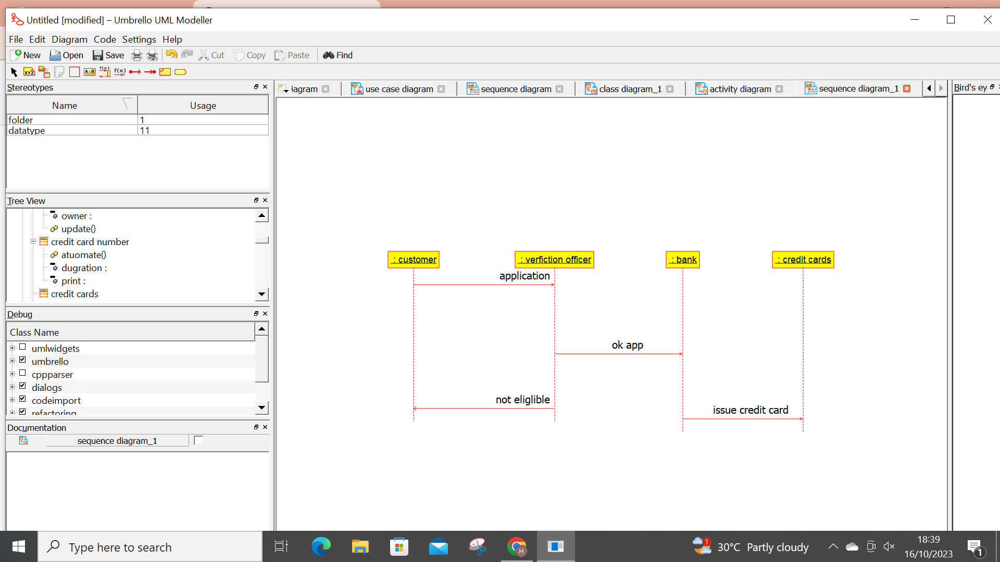 Untitled [modified] – Umbrello UML Modeller
File Edit Diagram Code Settings Help
New Open Save Cut Copy Paste Find
XYZ XYZ A:B f(x) f(x)
Stereotypes
Name Usage
folder 1
datatype 11
Tree View
owner :
update()
credit card number
atuomate()
dugration :
print :
credit cards
Debug
Class Name
umlwidgets
umbrello
cppparser
dialogs
codeimport
refactoring
Documentation
sequence diagram_1
iagram use case diagram sequence diagram class diagram_1 activity diagram sequence diagram_1
Bird's ey
: customer : verfiction officer : bank : credit cards
application
ok app
not eliglible
issue credit card
Type here to search
H
1
30°C Partly cloudy
18:39
16/10/2023
1